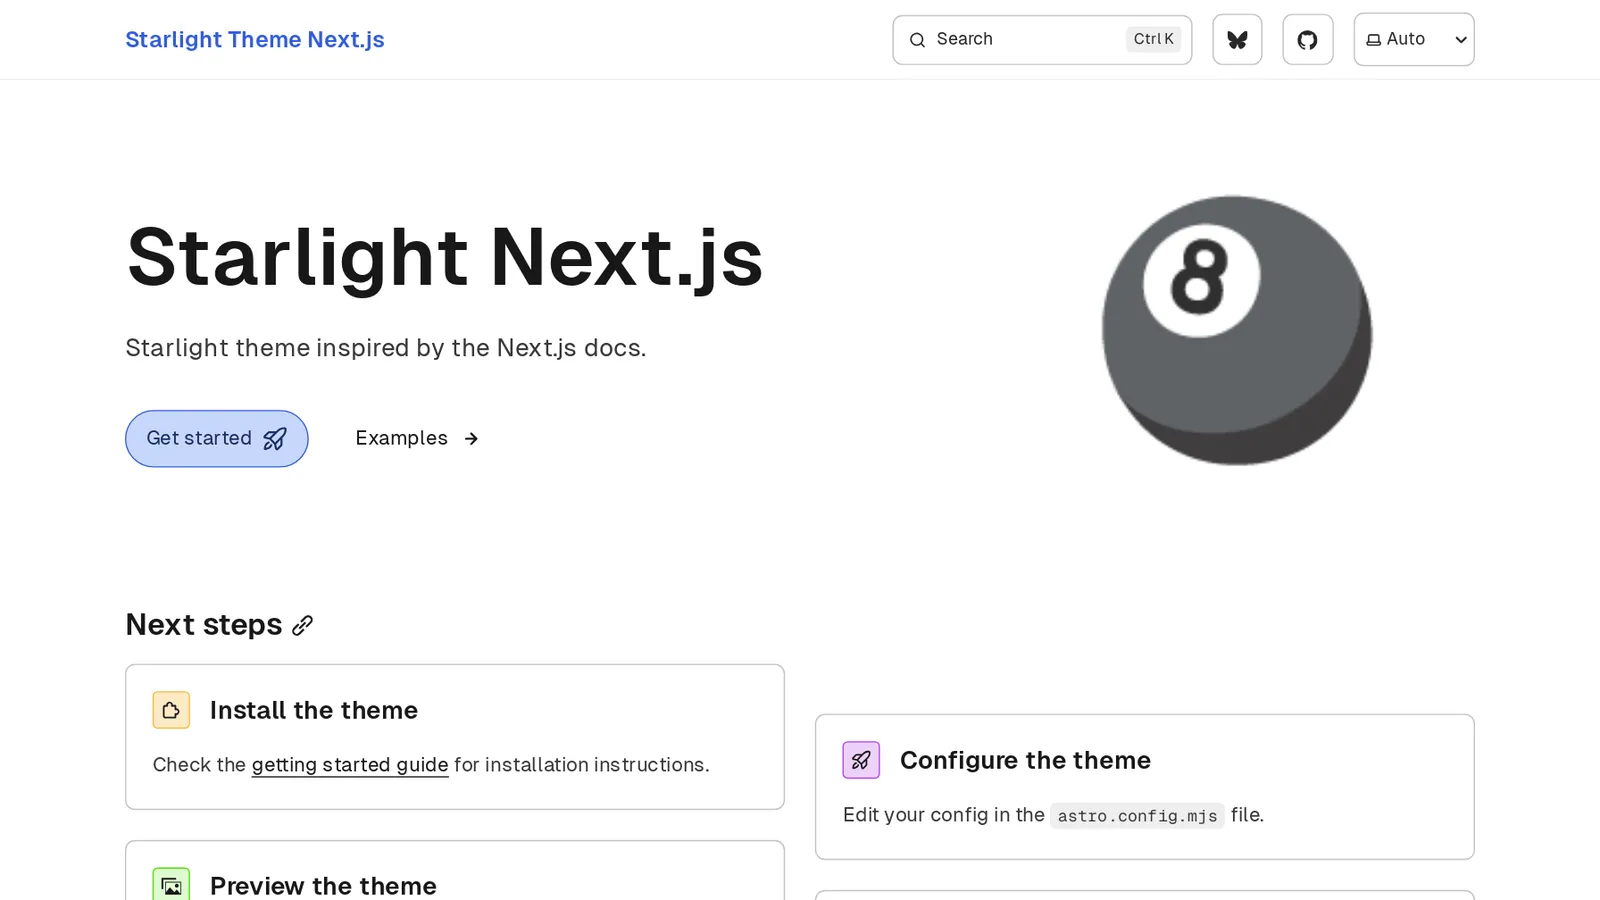 Starlight Theme Next.js
Search
Ctrl K
Auto
Starlight Next.js
Starlight theme inspired by the Next.js docs.
8
Get started
Examples
Next steps
Install the theme
Check the getting started guide for installation instructions.
Configure the theme
Edit your config in the astro.config.mjs file.
Preview the theme